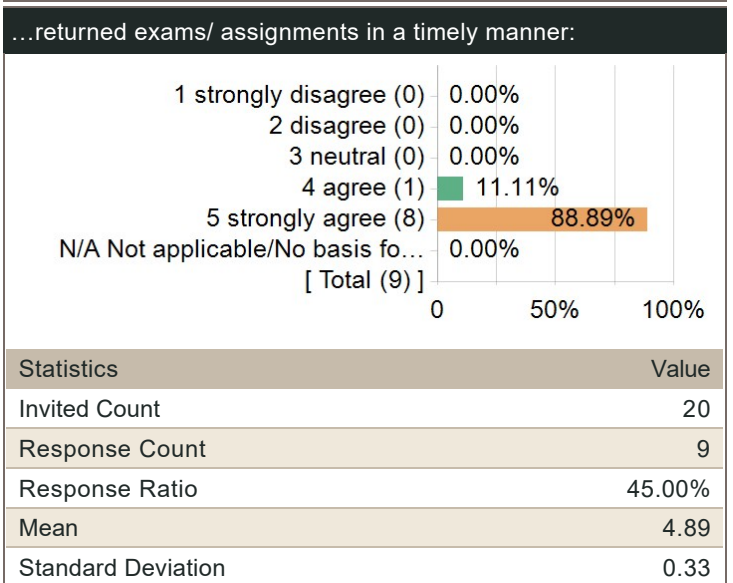 …returned exams/ assignments in a timely manner:
1 strongly disagree (0) 0.00%
2 disagree (0) 0.00%
3 neutral (0) 0.00%
4 agree (1) 11.11%
5 strongly agree (8) 88.89%
N/A Not applicable/No basis fo… 0.00%
[ Total (9) ]
0 50% 100%
Statistics Value
Invited Count 20
Response Count 9
Response Ratio 45.00%
Mean 4.89
Standard Deviation 0.33